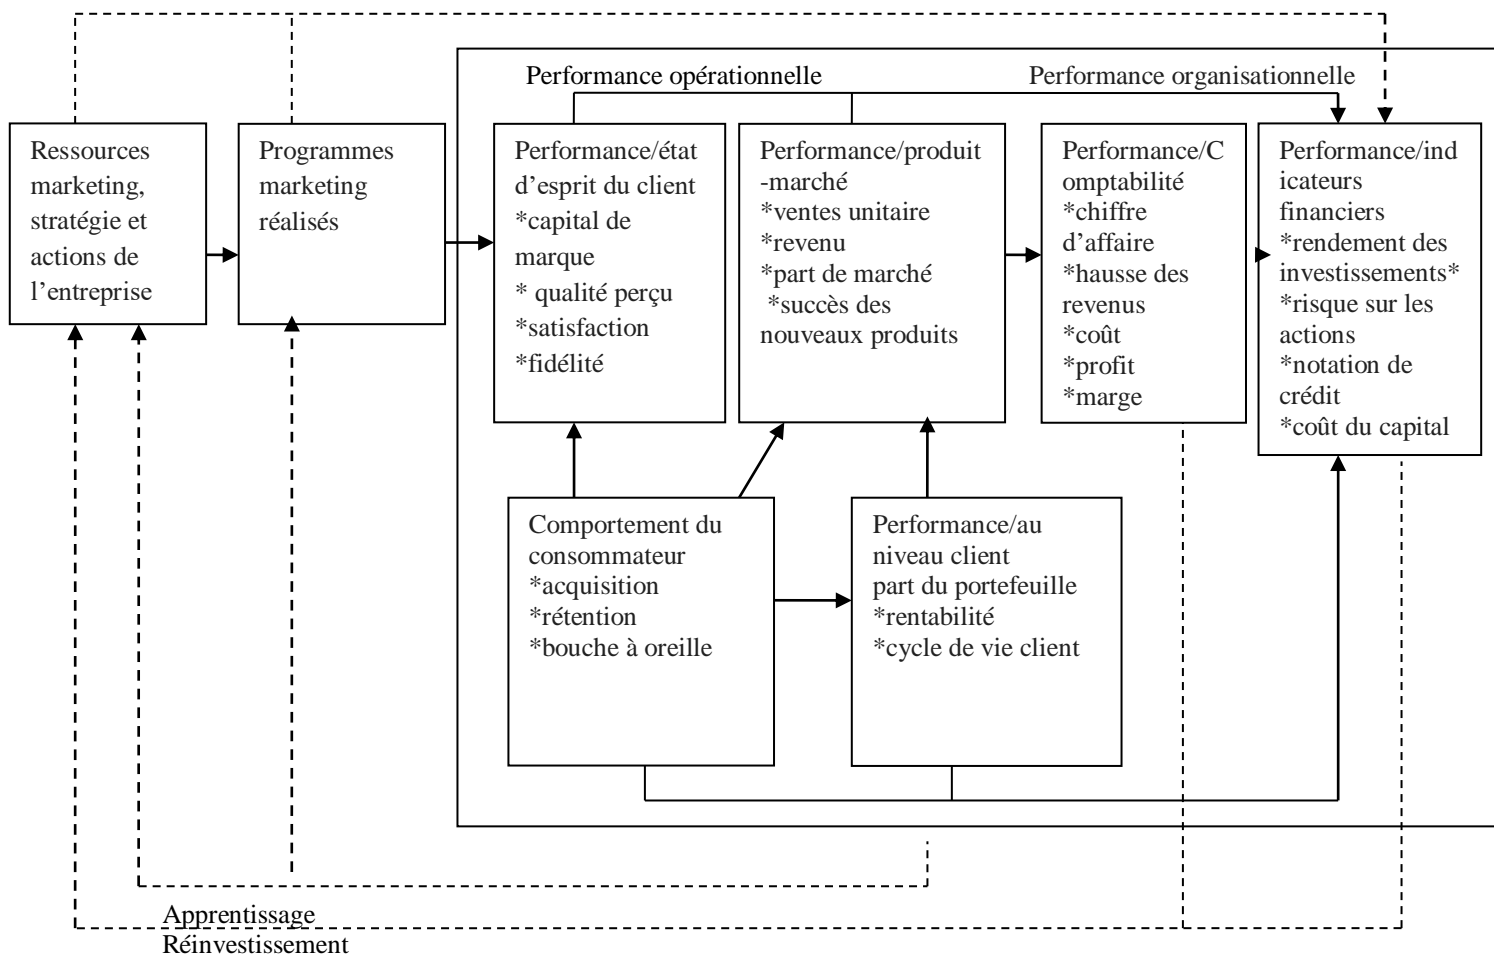 Performance opérationnelle
Performance organisationnelle
Ressources
marketing,
stratégie et
actions de
l’entreprise
Programmes
marketing
réalisés
Performance/état
d’esprit du client
*capital de
marque
* qualité perçu
*satisfaction
*fidélité
Performance/produit
-marché
*ventes unitaire
*revenu
*part de marché
*succès des
nouveaux produits
Performance/C
omptabilité
*chiffre
d’affaire
*hausse des
revenus
*coût
*profit
*marge
Performance/ind
icateurs
financiers
*rendement des
investissements*
*risque sur les
actions
*notation de
crédit
*coût du capital
Comportement du
consommateur
*acquisition
*rétention
*bouche à oreille
Performance/au
niveau client
part du portefeuille
*rentabilité
*cycle de vie client
Apprentissage
Réinvestissement